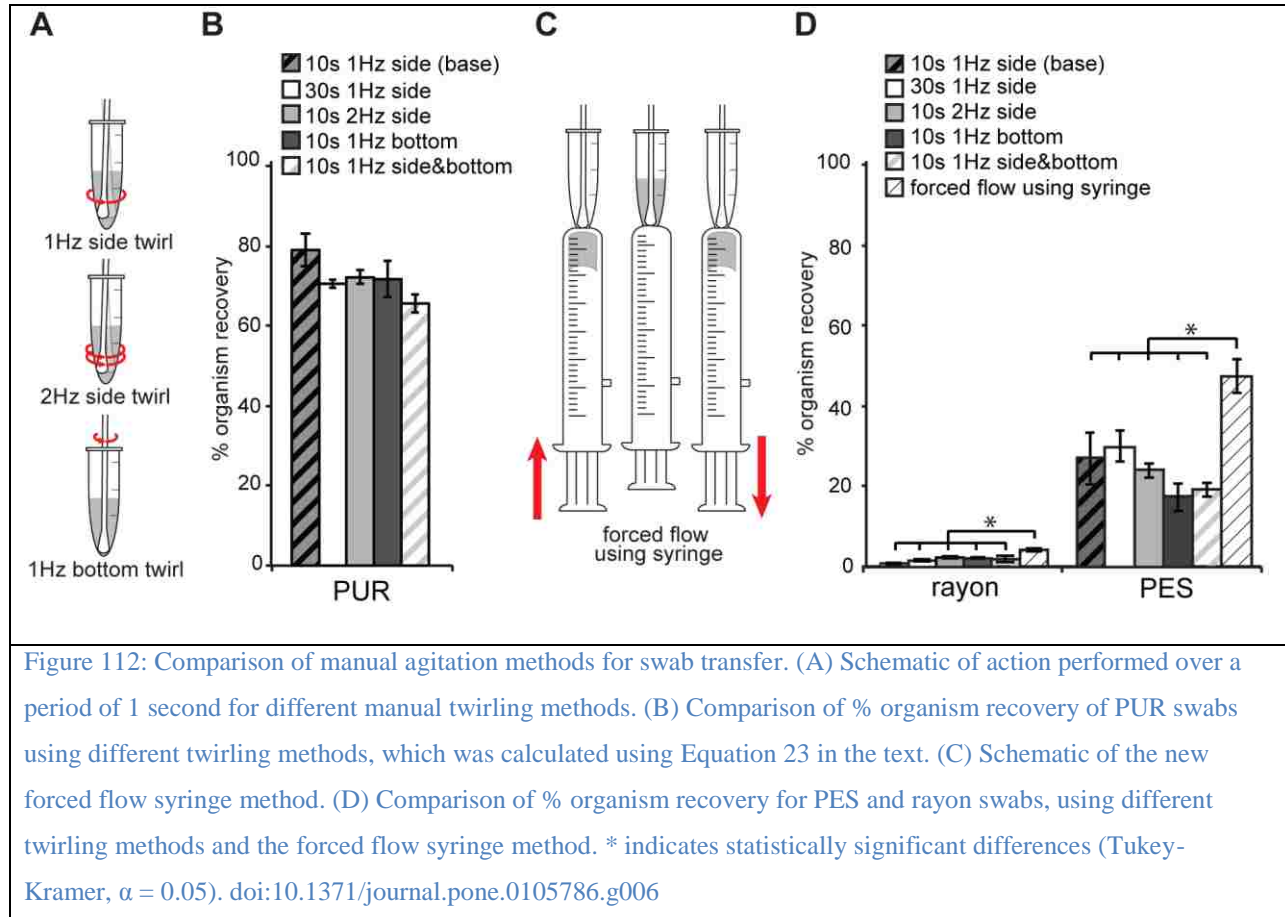 A
1Hz side twirl
2Hz side twirl
1Hz bottom twirl
B
10s 1Hz side (base)
30s 1Hz side
10s 2Hz side
10s 1Hz bottom
10s 1Hz side&bottom
100
80
60
40
20
0
% organism recovery
PUR
C
forced flow
using syringe
D
10s 1Hz side (base)
30s 1Hz side
10s 2Hz side
10s 1Hz bottom
10s 1Hz side&bottom
forced flow using syringe
100
80
60
40
20
0
% organism recovery
*
*
rayon
PES
Figure 112: Comparison of manual agitation methods for swab transfer. (A) Schematic of action performed over a
period of 1 second for different manual twirling methods. (B) Comparison of % organism recovery of PUR swabs
using different twirling methods, which was calculated using Equation 23 in the text. (C) Schematic of the new
forced flow syringe method. (D) Comparison of % organism recovery for PES and rayon swabs, using different
twirling methods and the forced flow syringe method. * indicates statistically significant differences (Tukey-
Kramer, α = 0.05). doi:10.1371/journal.pone.0105786.g006